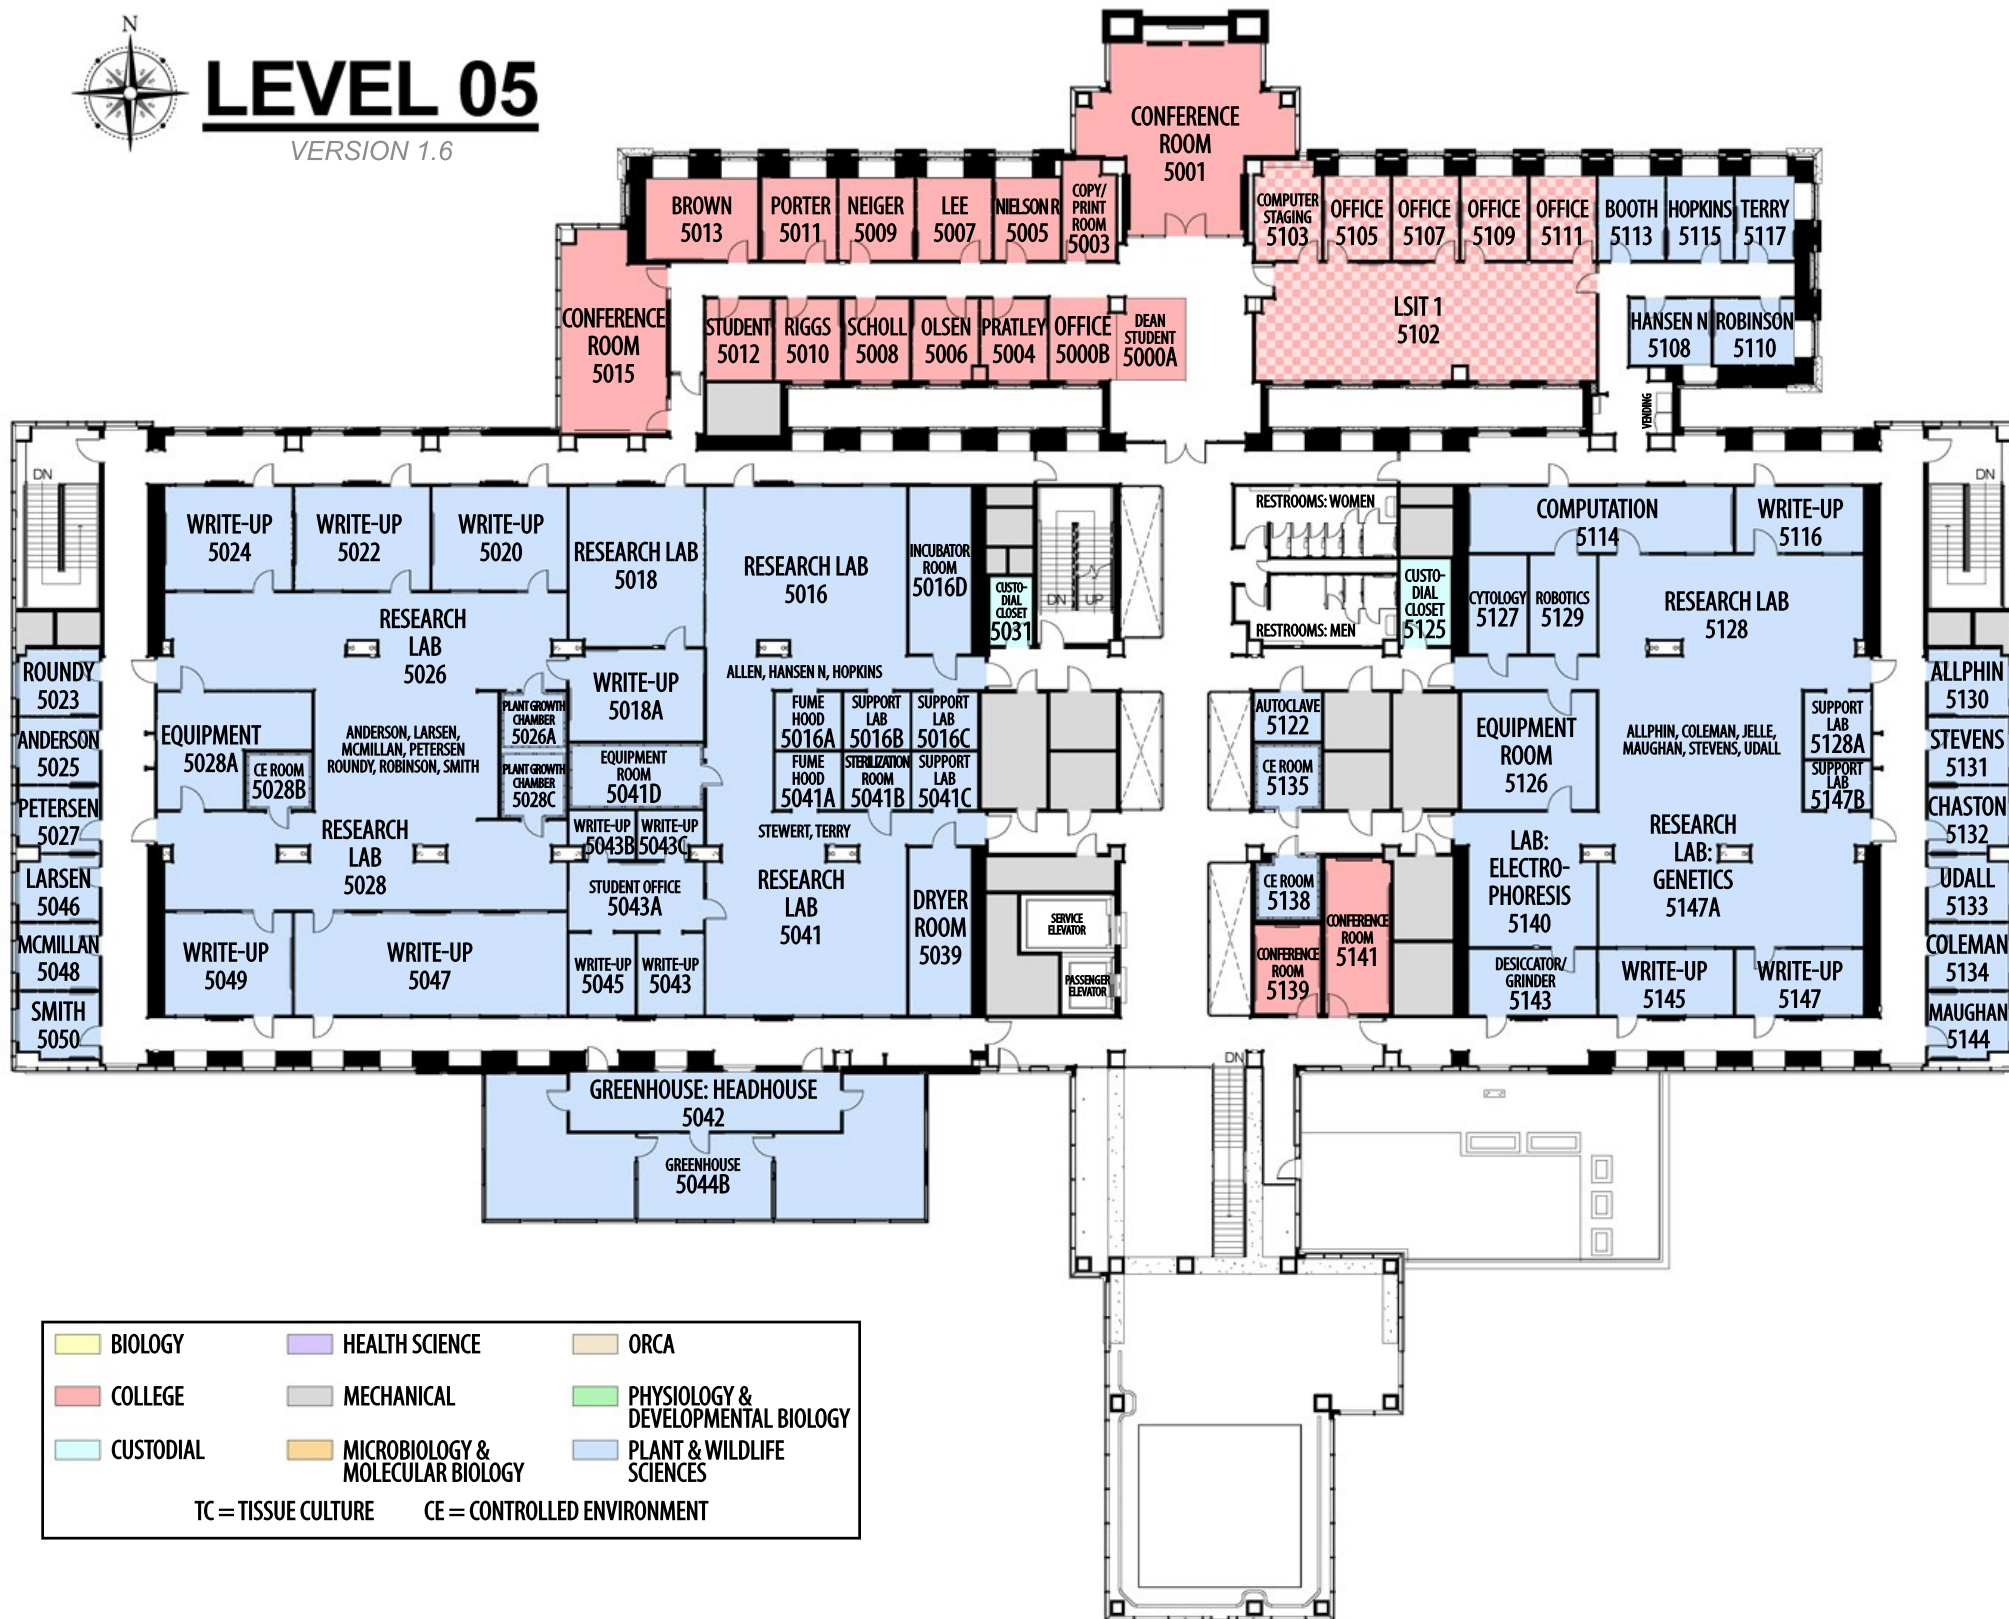 N
LEVEL 05
VERSION 1.6
CONFERENCE
ROOM
5001
BROWN
5013
PORTER
5011
NEIGER
5009
LEE
5007
NIELSON R
5005
COPY/
PRINT
ROOM
5003
COMPUTER
STAGING
5103
OFFICE
5105
OFFICE
5107
OFFICE
5109
OFFICE
5111
BOOTH
5113
HOPKINS
5115
TERRY
5117
CONFERENCE
ROOM
5015
STUDENT
5012
RIGGS
5010
SCHOLL
5008
OLSEN
5006
PRATLEY
5004
OFFICE
5000B
DEAN
STUDENT
5000A
LSIT 1
5102
HANSEN N
5108
ROBINSON
5110
VENDING
DN
WRITE-UP
5024
WRITE-UP
5022
WRITE-UP
5020
RESEARCH LAB
5018
RESEARCH LAB
5016
INCUBATOR
ROOM
5016D
CUSTO-
DIAL
CLOSET
5031
DN
UP
RESTROOMS: WOMEN
RESTROOMS: MEN
CUSTO-
DIAL
CLOSET
5125
COMPUTATION
5114
WRITE-UP
5116
DN
CYTOLOGY
5127
ROBOTICS
5129
RESEARCH LAB
5128
RESEARCH
LAB
5026
ROUNDY
5023
ANDERSON
5025
PETERSEN
5027
LARSEN
5046
MCMILLAN
5048
SMITH
5050
EQUIPMENT
5028A
CE ROOM
5028B
ANDERSON, LARSEN,
MCMILLAN, PETERSEN
ROUNDY, ROBINSON, SMITH
PLANT GROWTH
CHAMBER
5026A
PLANT GROWTH
CHAMBER
5028C
WRITE-UP
5018A
EQUIPMENT
ROOM
5041D
ALLEN, HANSEN N, HOPKINS
FUME
HOOD
5016A
SUPPORT
LAB
5016B
SUPPORT
LAB
5016C
FUME
HOOD
5041A
STERILIZATION
ROOM
5041B
SUPPORT
LAB
5041C
STEWERT, TERRY
RESEARCH
LAB
5028
WRITE-UP
5043B
WRITE-UP
5043C
STUDENT OFFICE
5043A
RESEARCH
LAB
5041
DRYER
ROOM
5039
WRITE-UP
5049
WRITE-UP
5047
WRITE-UP
5045
WRITE-UP
5043
SERVICE
ELEVATOR
PASSENGER
ELEVATOR
AUTOCLAVE
5122
CE ROOM
5135
CE ROOM
5138
CONFERENCE
ROOM
5139
CONFERENCE
ROOM
5141
EQUIPMENT
ROOM
5126
ALLPHIN, COLEMAN, JELLE,
MAUGHAN, STEVENS, UDALL
SUPPORT
LAB
5128A
SUPPORT
LAB
5147B
LAB:
ELECTRO-
PHORESIS
5140
RESEARCH
LAB:
GENETICS
5147A
DESICCATOR/
GRINDER
5143
WRITE-UP
5145
WRITE-UP
5147
ALLPHIN
5130
STEVENS
5131
CHASTON
5132
UDALL
5133
COLEMAN
5134
MAUGHAN
5144
DN
GREENHOUSE: HEADHOUSE
5042
GREENHOUSE
5044B
BIOLOGY
COLLEGE
CUSTODIAL
HEALTH SCIENCE
MECHANICAL
MICROBIOLOGY &
MOLECULAR BIOLOGY
ORCA
PHYSIOLOGY &
DEVELOPMENTAL BIOLOGY
PLANT & WILDLIFE
SCIENCES
TC = TISSUE CULTURE
CE = CONTROLLED ENVIRONMENT